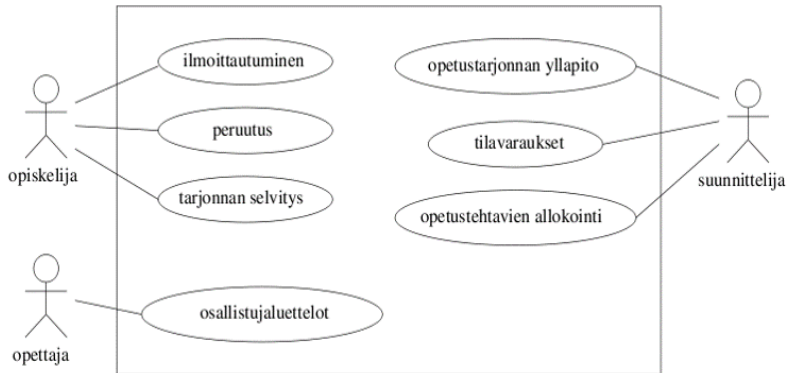 ilmoittautuminen
opetustarjonnan yllapito
peruutus
tilavaraukset
opiskelija
suunnittelija
tarjonnan selvitys
opetustehtavien allokointi
osallistujaluettelot
opettaja